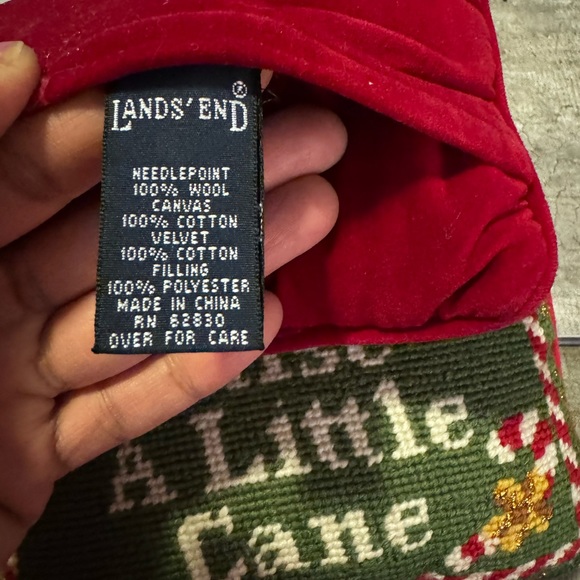 LANDS' END®
NEEDLEPOINT
100% WOOL
CANVAS
100% COTTON
VELVET
100% COTTON
FILLING
100% POLYESTER
MADE IN CHINA
RN 62830
OVER FOR CARE
A Little
Cane